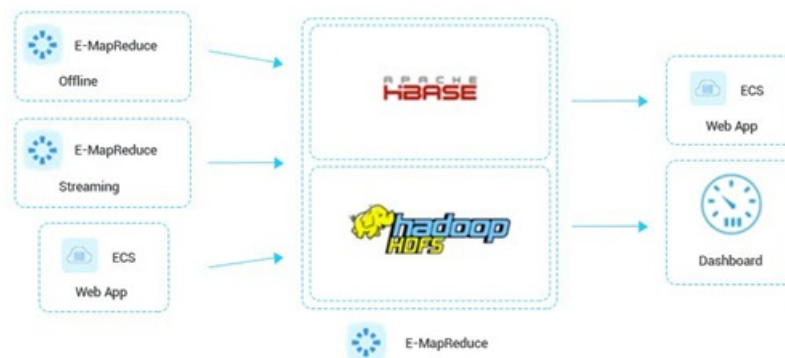 E-MapReduce
Offline
E-MapReduce
Streaming
ECS
Web App
APACHE
HBASE
hadoop
HDFS
E-MapReduce
ECS
Web App
Dashboard